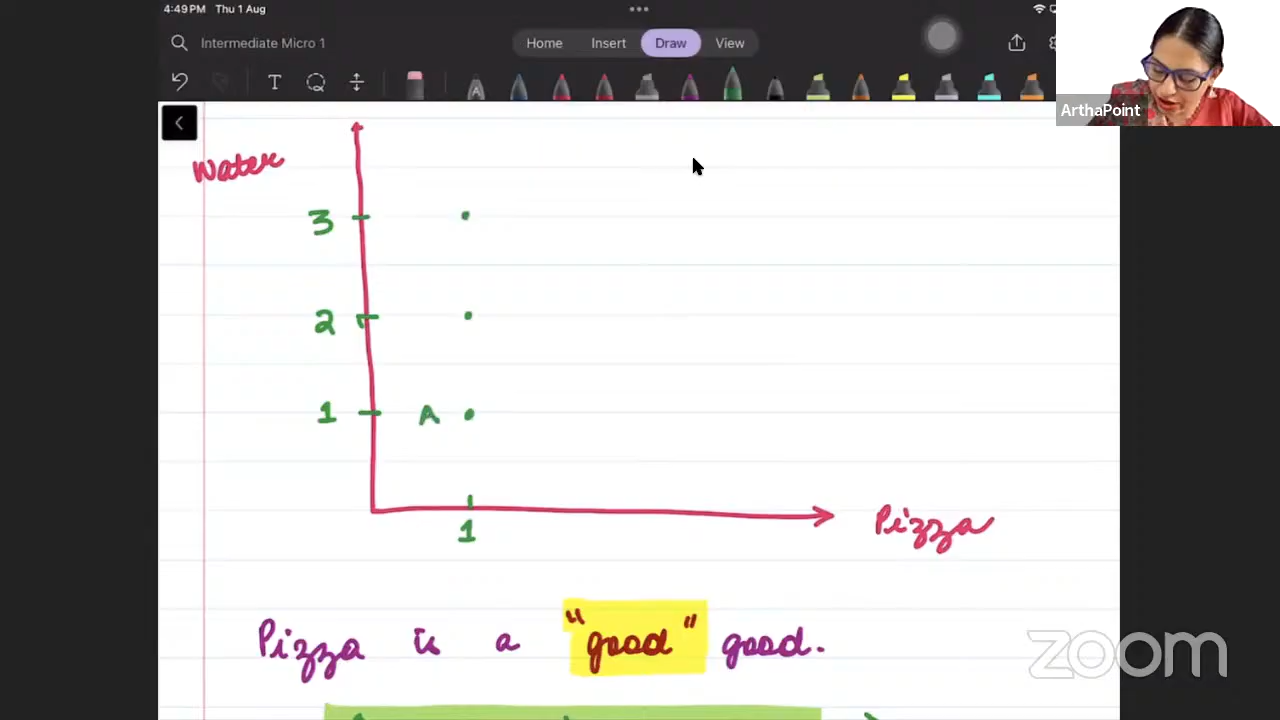 4:49 PM Thu 1 Aug
Intermediate Micro 1
Home Insert Draw View
T
A
ArthaPoint
Water
3
2
1 A
1
Pizza
Pizza is a "good" good.
zoom